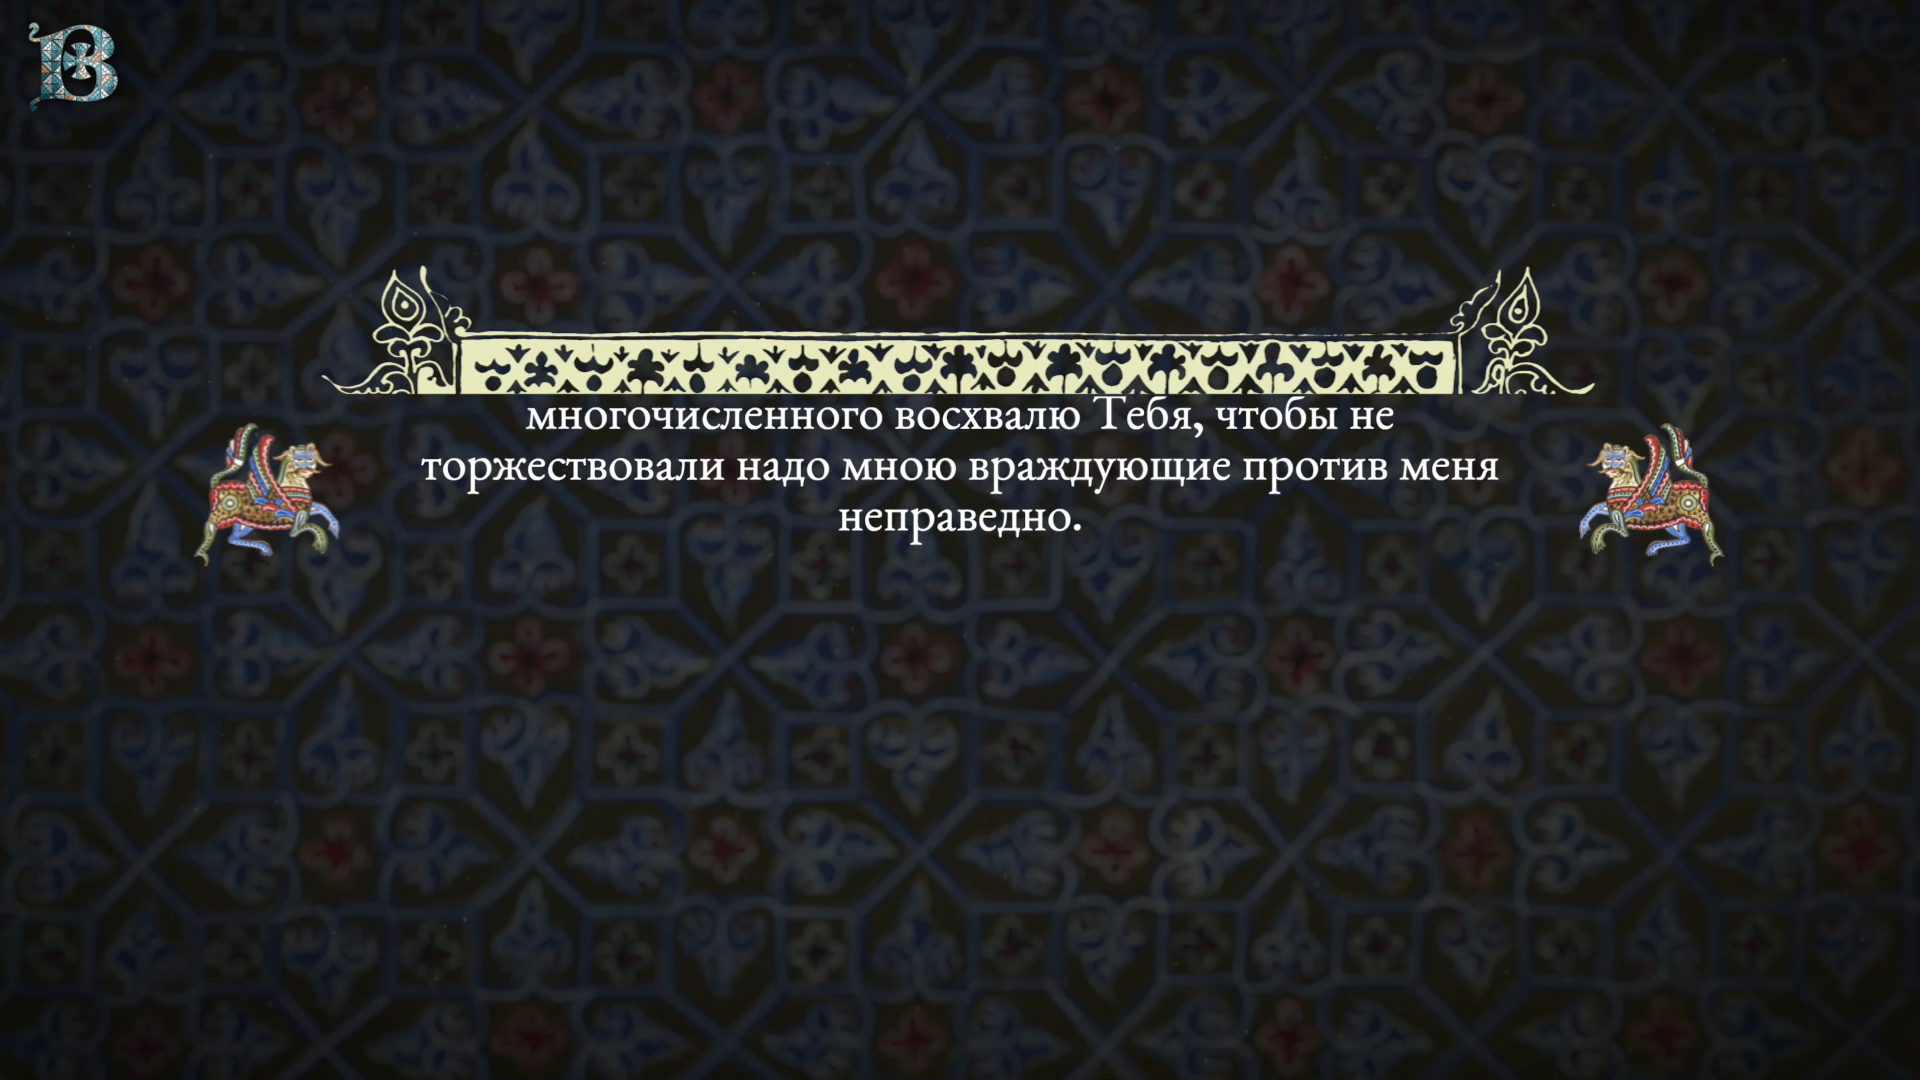 многочисленного восхвалю Тебя, чтобы не
торжествовали надо мною враждующие против меня
неправедно.